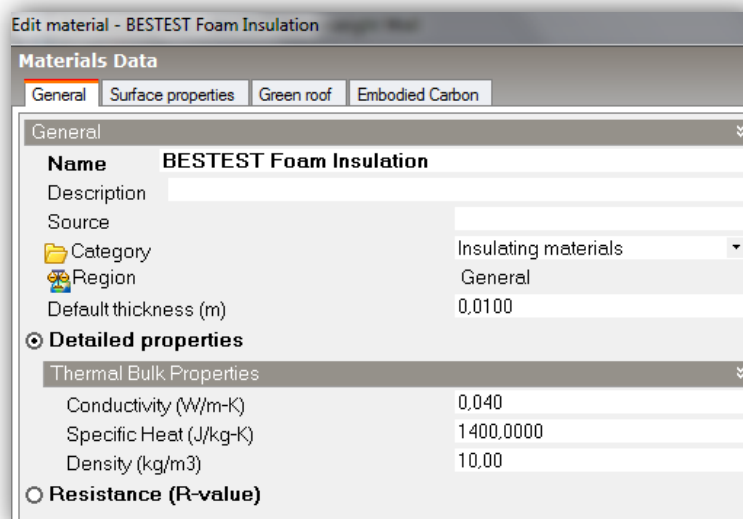 Edit material - BESTEST Foam Insulation
Materials Data
General Surface properties Green roof Embodied Carbon
General
Name BESTEST Foam Insulation
Description
Source
Category Insulating materials
Region General
Default thickness (m) 0,0100
Detailed properties
Thermal Bulk Properties
Conductivity (W/m-K) 0,040
Specific Heat (J/kg-K) 1400,0000
Density (kg/m3) 10,00
Resistance (R-value)